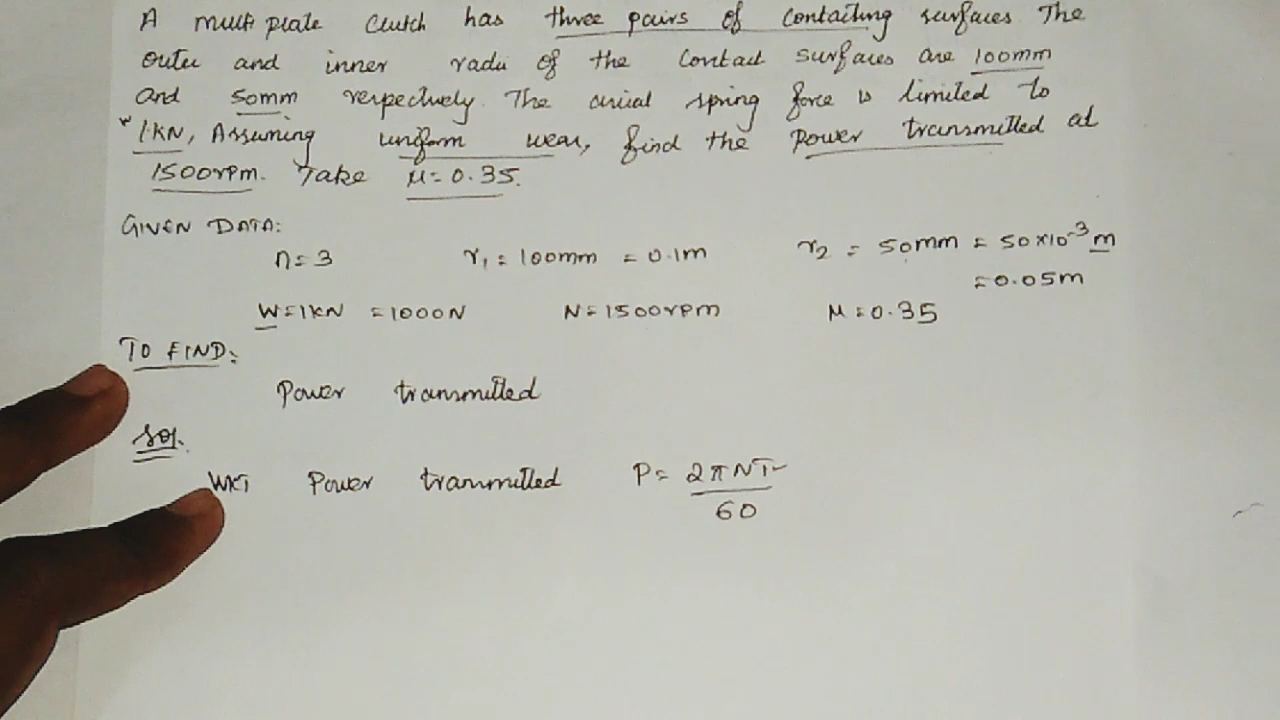 A multi plate clutch has three pairs of contacting surfaces The
outer and inner radii of the contact surfaces are 100mm
and 50mm respectively. The axial spring force is limited to
1KN, Assuming uniform wear, find the power transmitted at
1500rpm. Take μ=0.35.
GIVEN DATA:
n=3 r₁ = 100mm = 0.1m r₂ = 50mm = 50×10⁻³ m
=0.05m
W=1KN =1000N N=1500rpm μ=0.35
TO FIND:
Power transmitted
Sol.
WKT Power transmitted P= 2πNT
60